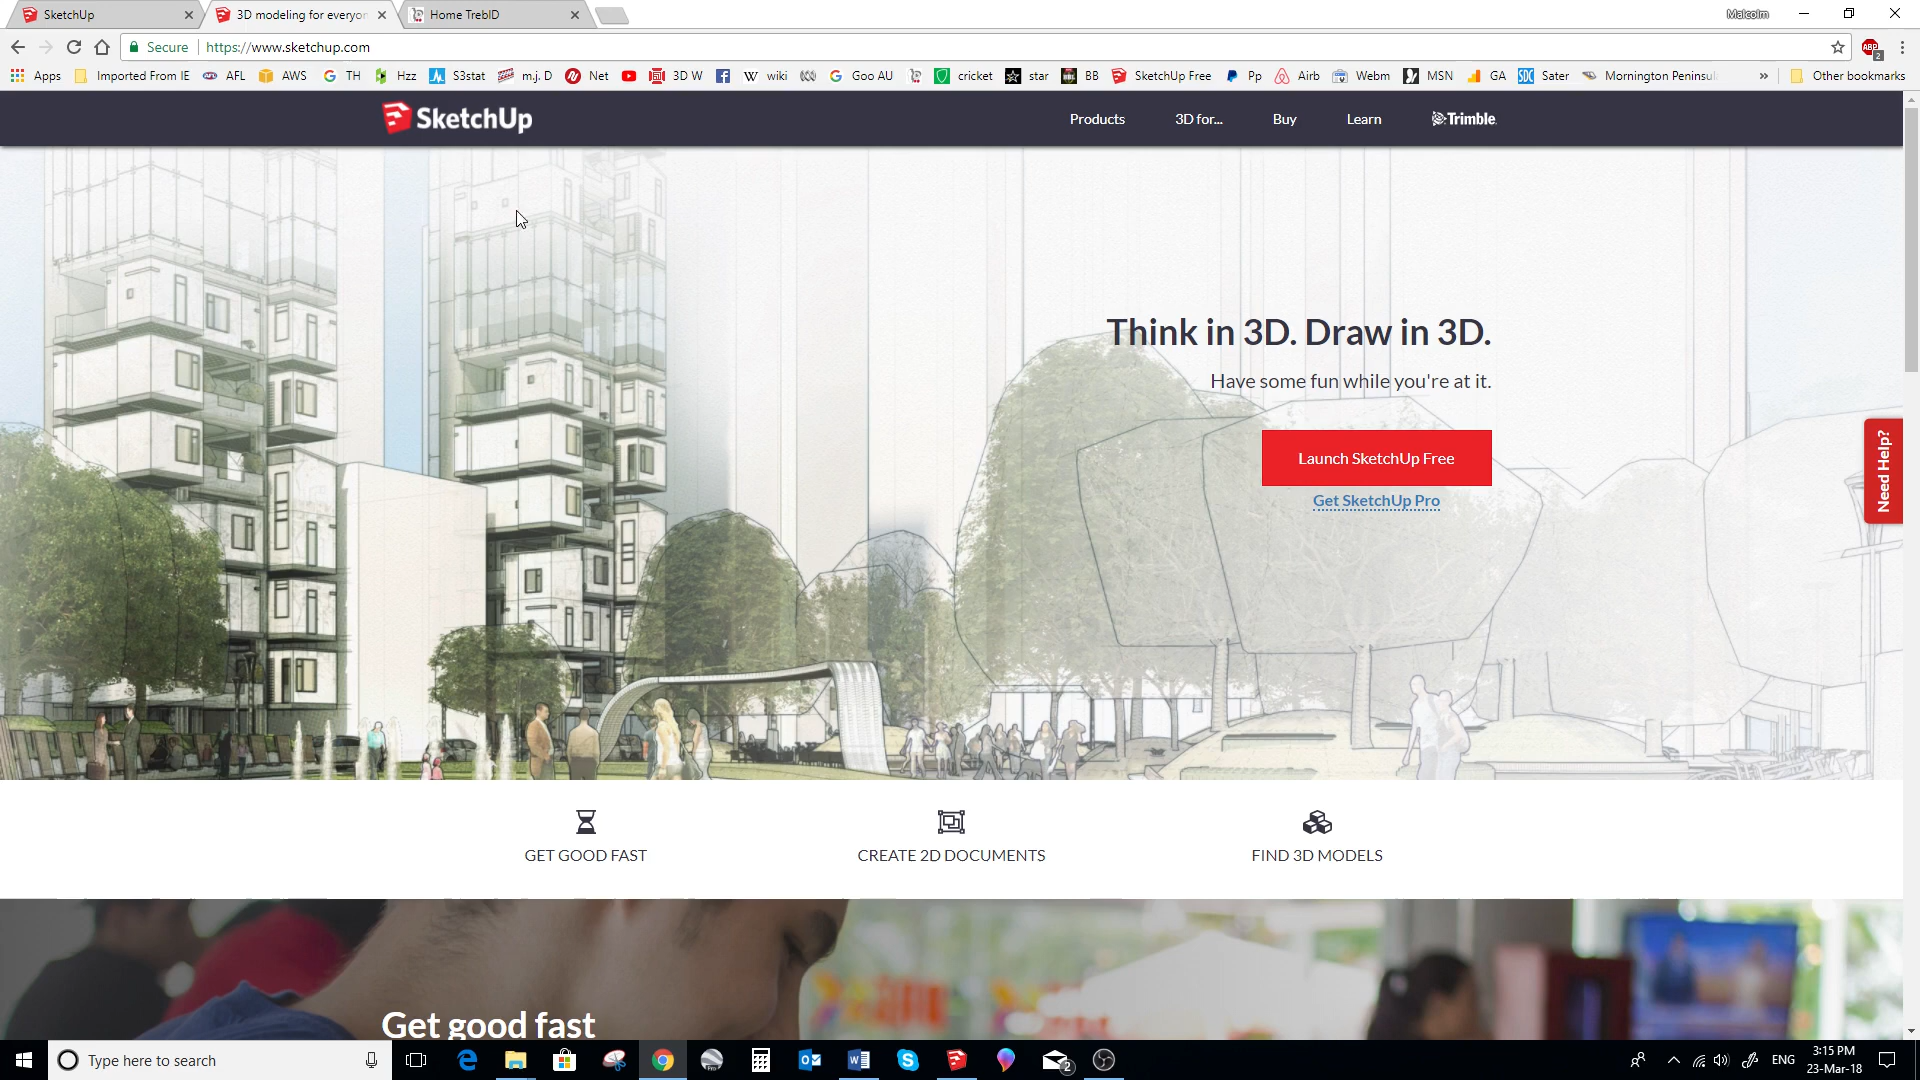 SketchUp
3D modeling for everyon
Home TrebID
Malcolm
Secure
https://www.sketchup.com
ABP
2
Apps
Imported From IE
AFL
AWS
TH
Hzz
S3stat
m.j. D
Net
3D W
wiki
Goo AU
cricket
star
BB
SketchUp Free
Pp
Airb
Webm
MSN
GA
SDC
Sater
Mornington Peninsul
»
Other bookmarks
SketchUp
Products
3D for...
Buy
Learn
Trimble
Think in 3D. Draw in 3D.
Have some fun while you're at it.
Launch SketchUp Free
Get SketchUp Pro
Need Help?
GET GOOD FAST
CREATE 2D DOCUMENTS
FIND 3D MODELS
Get good fast
Type here to search
2
ENG
3:15 PM
23-Mar-18